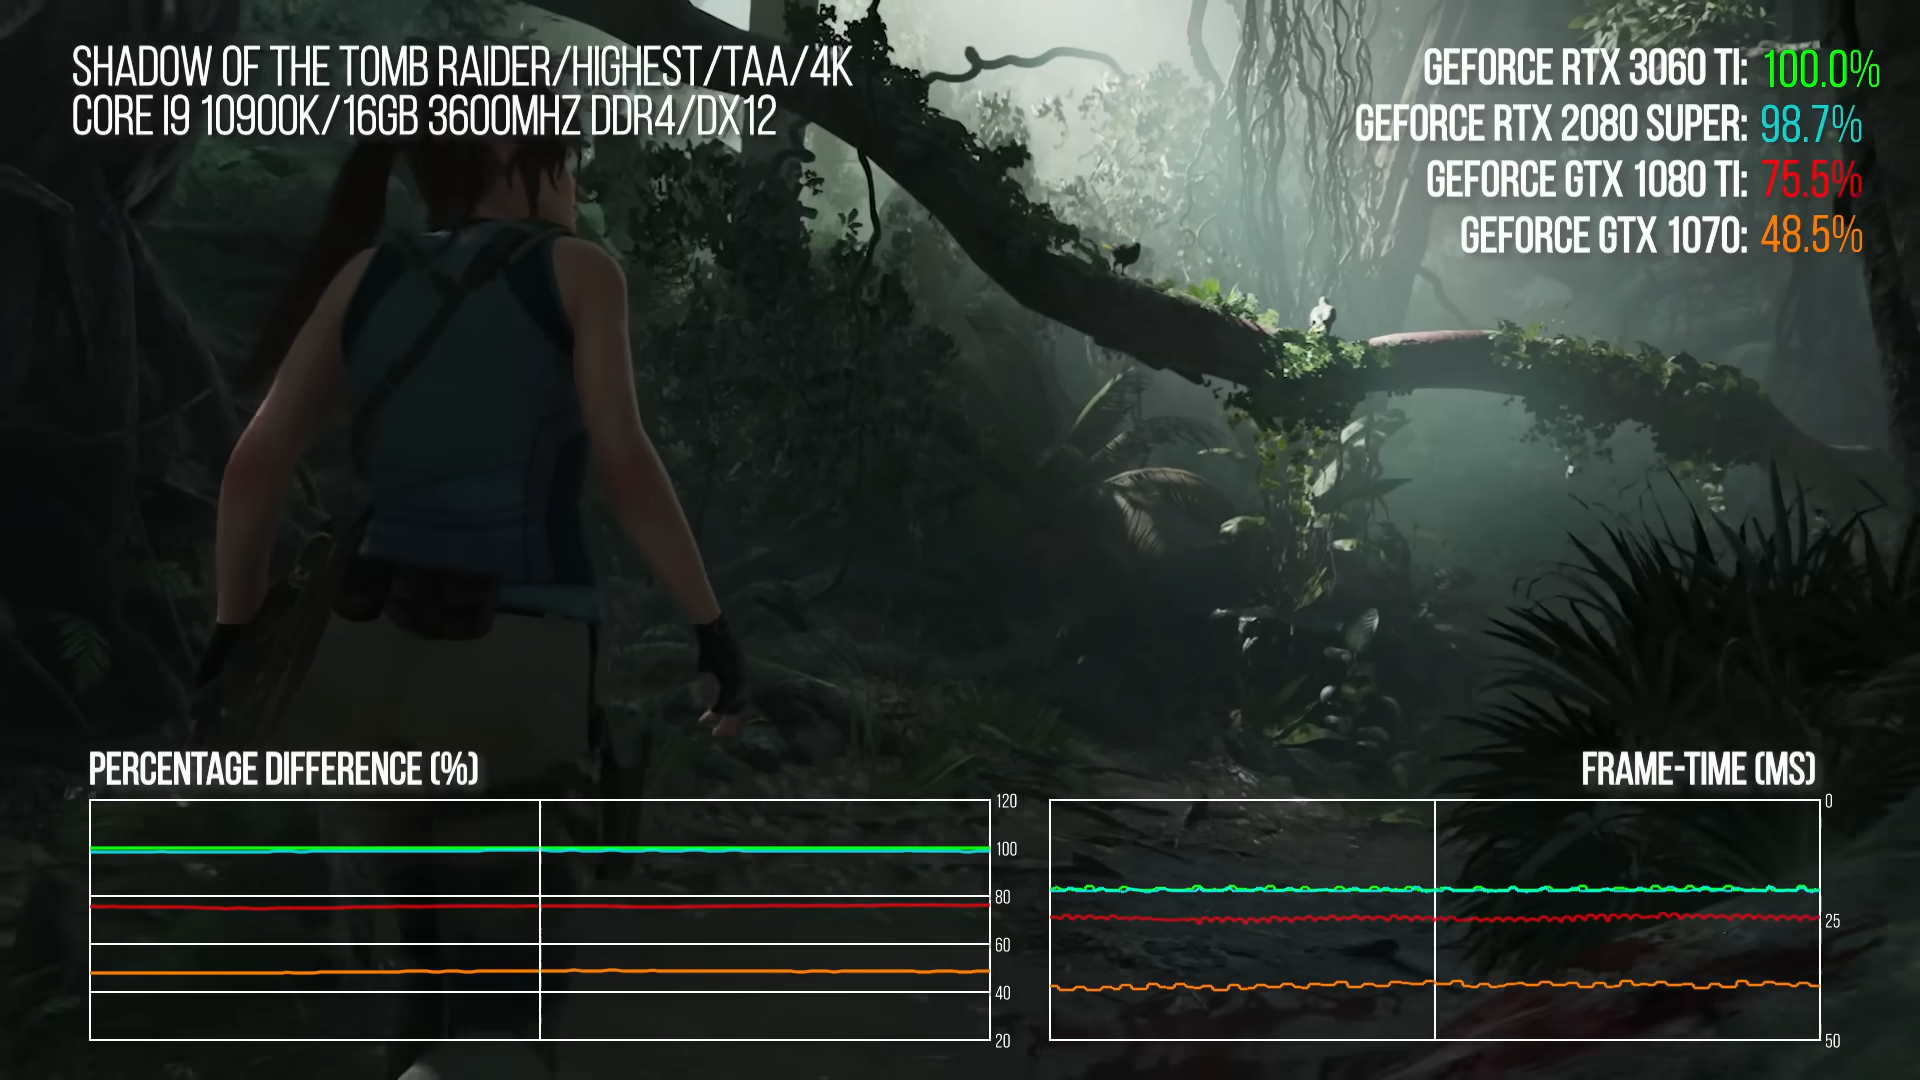 SHADOW OF THE TOMB RAIDER/HIGHEST/TAA/4K
CORE I9 10900K/16GB 3600MHZ DDR4/DX12
GEFORCE RTX 3060 TI: 100.0%
GEFORCE RTX 2080 SUPER: 98.7%
GEFORCE GTX 1080 TI: 75.5%
GEFORCE GTX 1070: 48.5%
PERCENTAGE DIFFERENCE (%)
120
100
80
60
40
20
FRAME-TIME (MS)
0
25
50